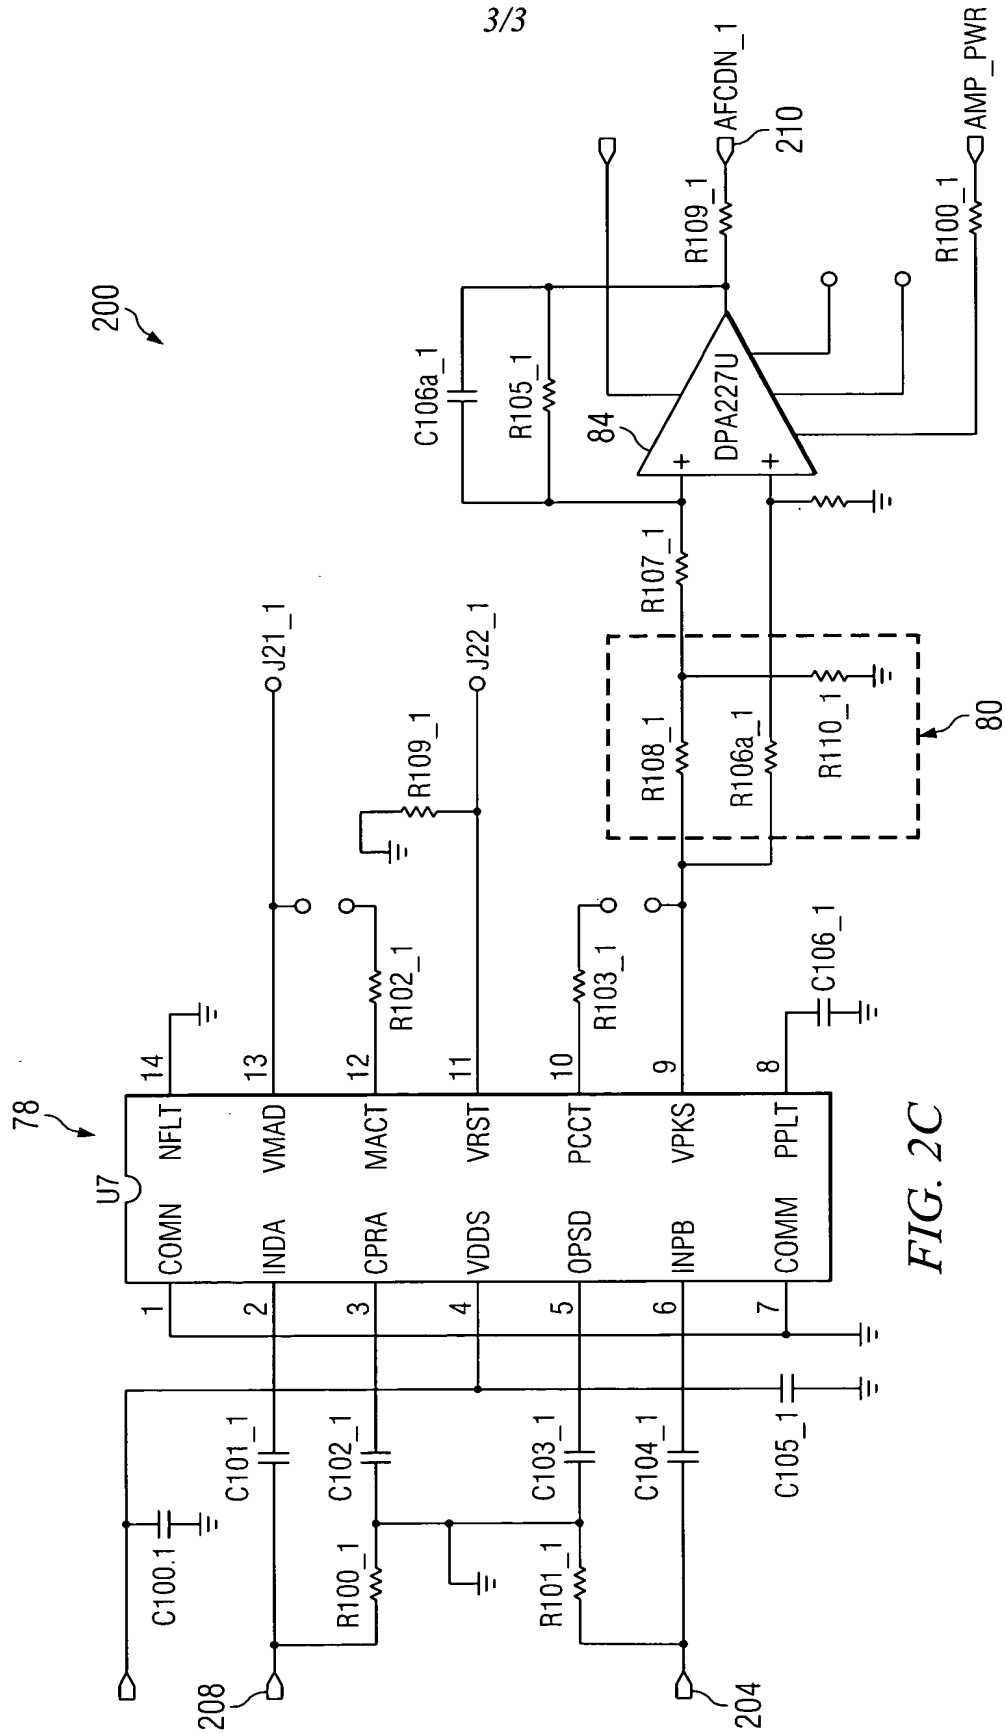 3/3
200
78
U7
1 COMN
2 INDA
3 CPRA
4 VDDS
5 OPSD
6 INPB
7 COMM
NFLT 14
VMAD 13
MACT 12
VRST 11
PCCT 10
VPKS 9
PPLT 8
C100.1
C101_1
R100_1
C102_1
C103_1
R101_1
C104_1
C105_1
208
204
J21_1
R102_1
R109_1
J22_1
R103_1
C106_1
R108_1
R106a_1
R110_1
80
R107_1
C106a_1
R105_1
84
+
+
DPA227U
R109_1
AFCDN_1
210
R100_1
AMP_PWR
FIG. 2C